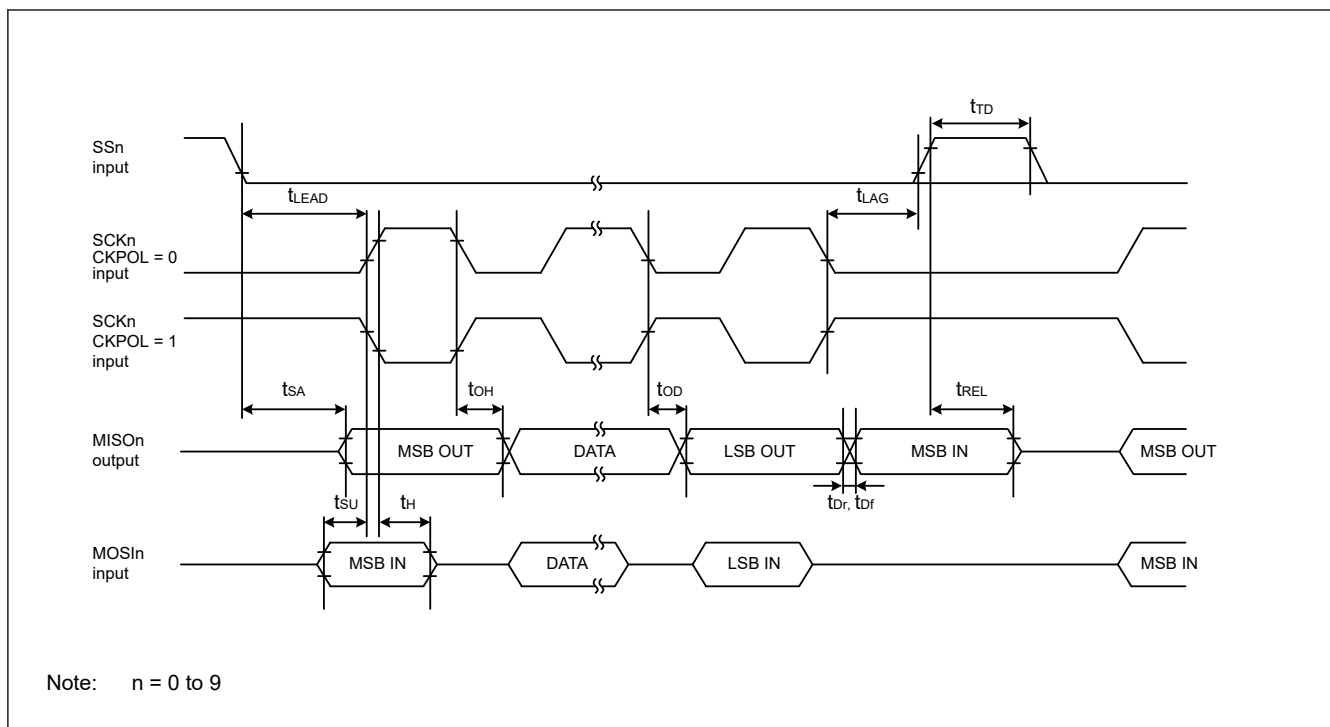 tTD
SSn
input
tLEAD
tLAG
SCKn
CKPOL = 0
input
SCKn
CKPOL = 1
input
tSA
tOH
tOD
tREL
MISOn
output
MSB OUT
DATA
LSB OUT
MSB IN
MSB OUT
tSU
tH
tDr, tDf
MOSIn
input
MSB IN
DATA
LSB IN
MSB IN
Note: n = 0 to 9